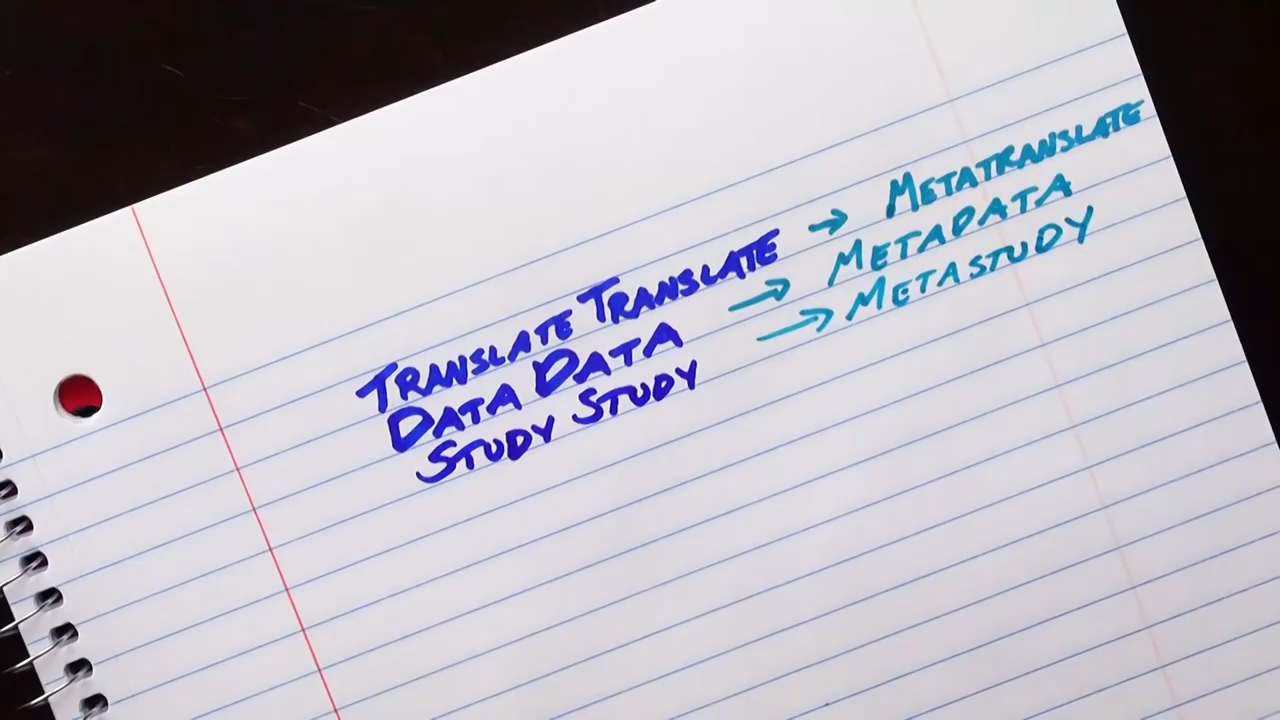 TRANSLATE TRANSLATE → METATRANSLATE
DATA DATA → METADATA
STUDY STUDY → METASTUDY